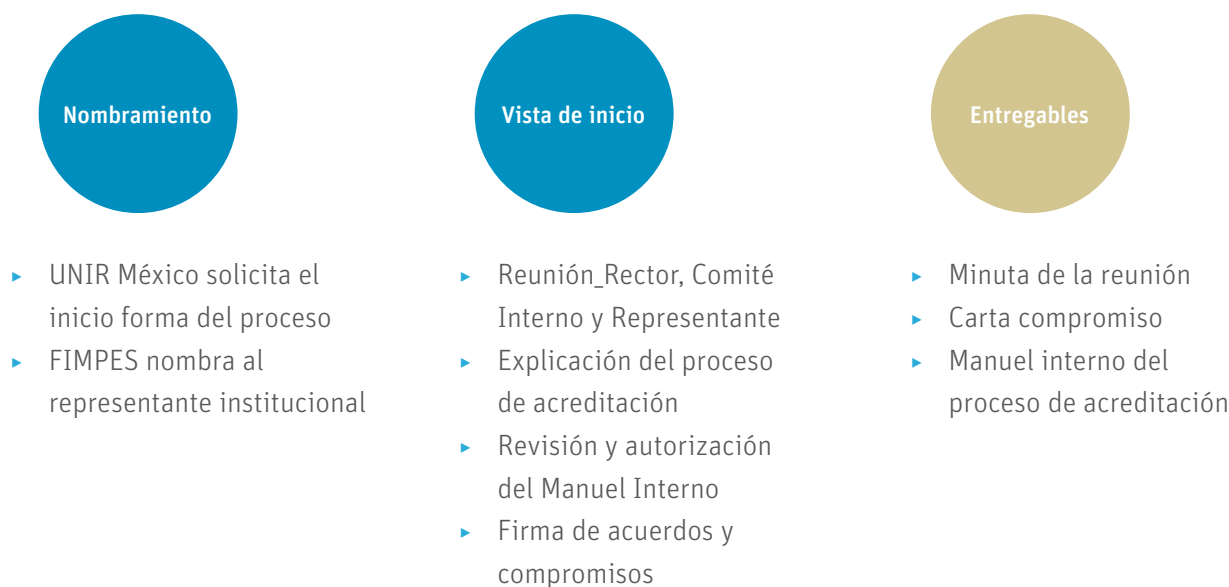 Nombramiento
▸ UNIR México solicita el
inicio forma del proceso
▸ FIMPES nombra al
representante institucional
Vista de inicio
▸ Reunión_Rector, Comité
Interno y Representante
▸ Explicación del proceso
de acreditación
▸ Revisión y autorización
del Manuel Interno
▸ Firma de acuerdos y
compromisos
Entregables
▸ Minuta de la reunión
▸ Carta compromiso
▸ Manuel interno del
proceso de acreditación